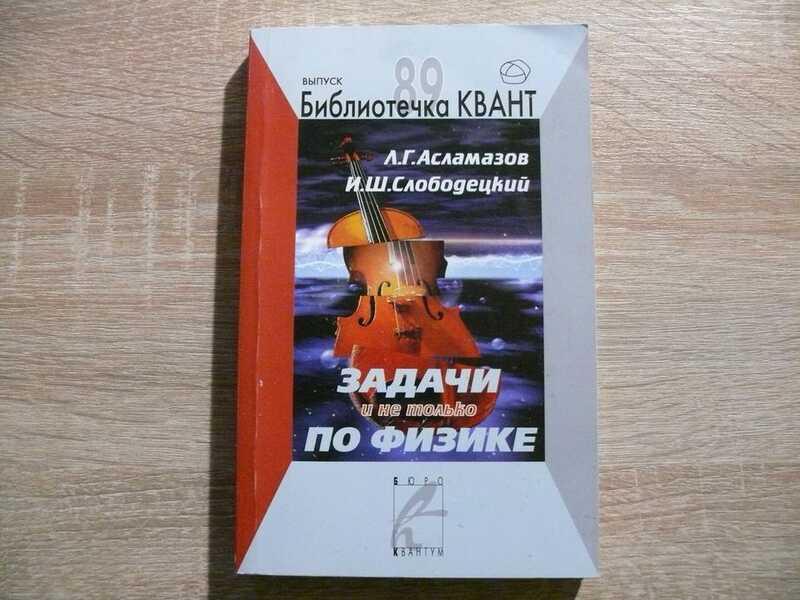 ВЫПУСК
89
Библиотечка КВАНТ
Л.Г.Асламазов
И.Ш.Слободецкий
ЗАДАЧИ
и не только
ПО ФИЗИКЕ
БЮРО
КВАНТУМ